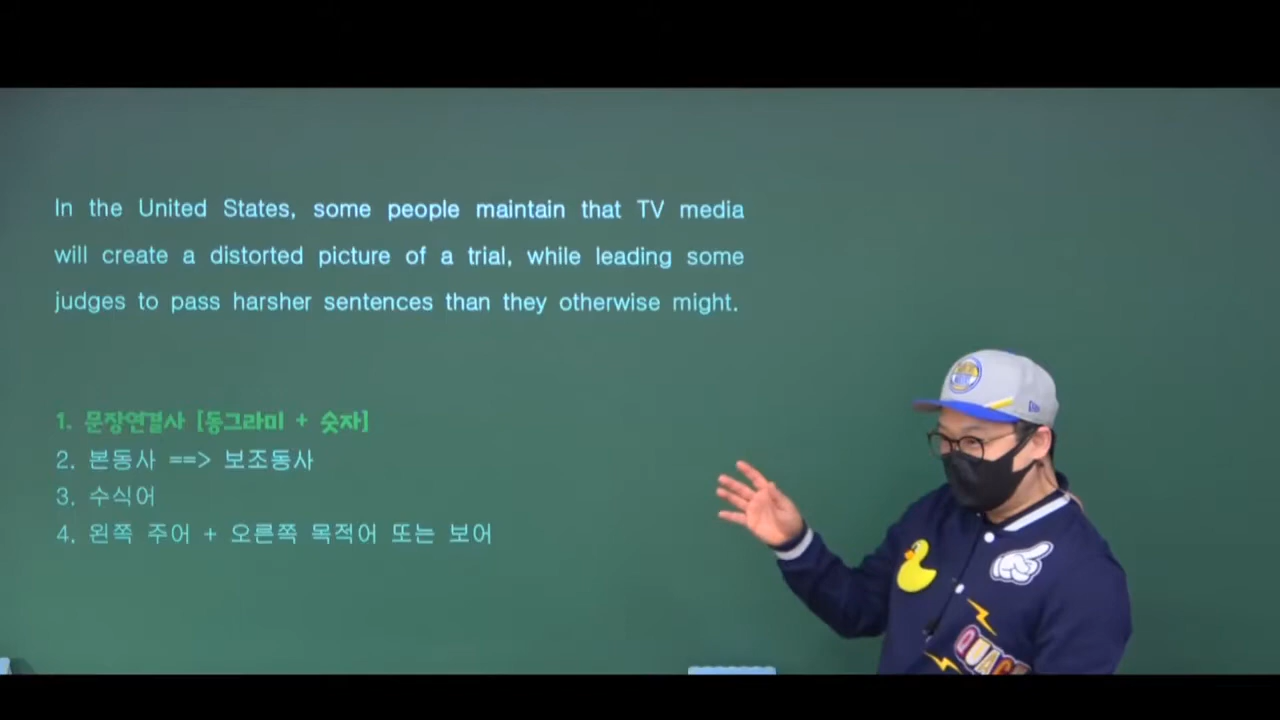 In the United States, some people maintain that TV media
will create a distorted picture of a trial, while leading some
judges to pass harsher sentences than they otherwise might.
1. 문장연결사 [동그라미 + 숫자]
2. 본동사 ==> 보조동사
3. 수식어
4. 왼쪽 주어 + 오른쪽 목적어 또는 보어
QUACK